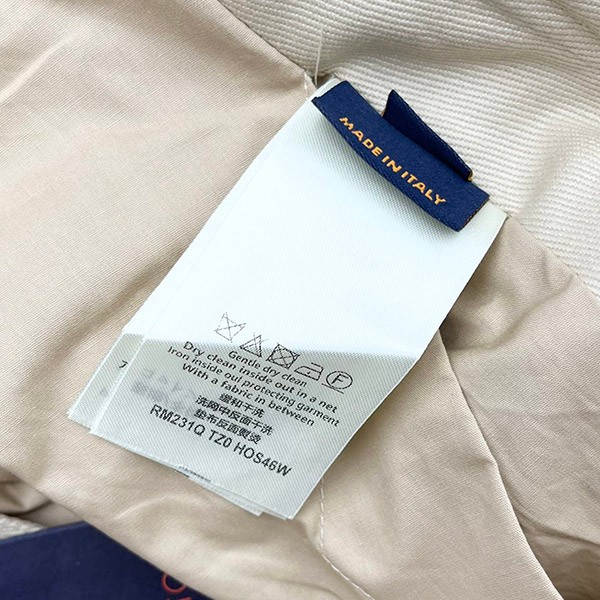 MADE IN ITALY
Gentle dry clean
Dry clean inside out in a net
Iron inside out protecting garment
With a fabric in between
缓和干洗
洗网中反面干洗
垫布反面熨烫
RM231Q TZ0 HOS46W